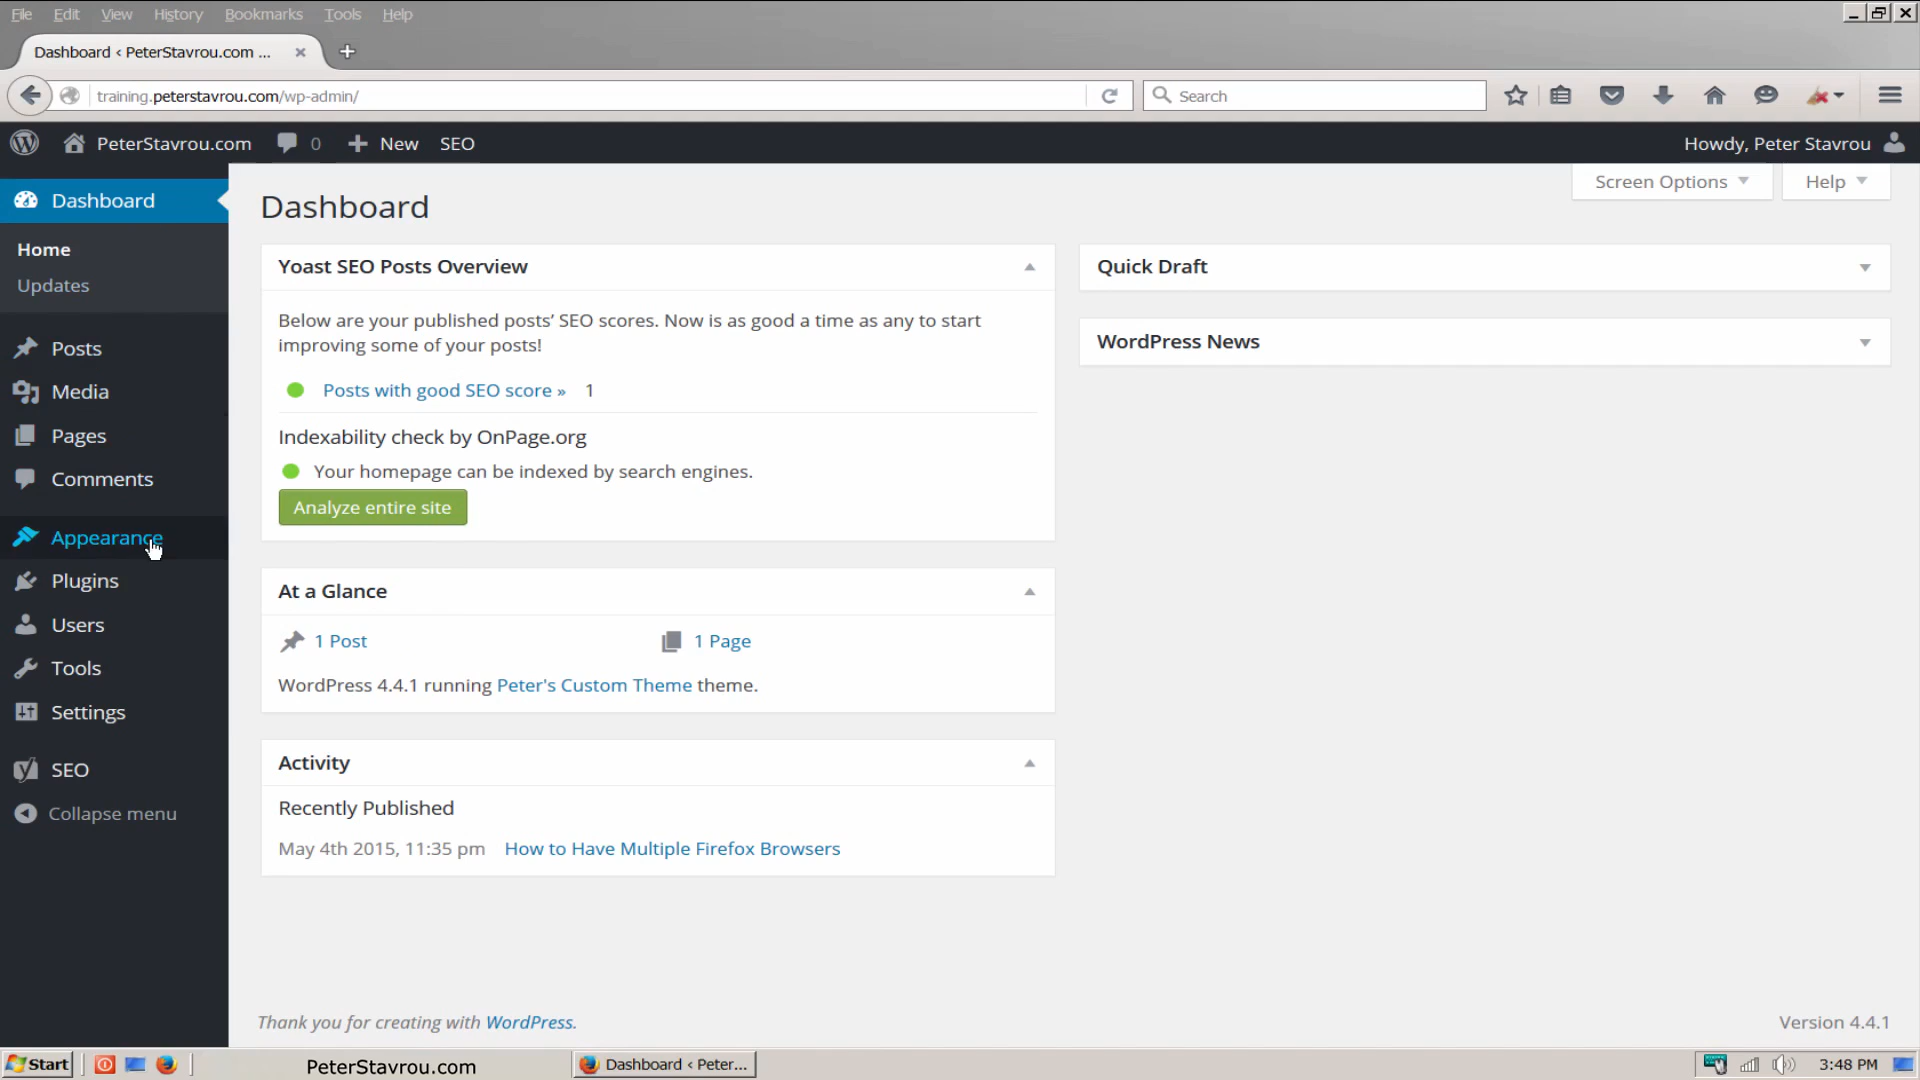 File Edit View History Bookmarks Tools Help
Dashboard ‹ PeterStavrou.com ...
training.peterstavrou.com/wp-admin/
Search
PeterStavrou.com 0 New SEO
Howdy, Peter Stavrou
Screen Options Help
Dashboard
Home
Updates
Posts
Media
Pages
Comments
Appearance
Plugins
Users
Tools
Settings
SEO
Collapse menu
Dashboard
Yoast SEO Posts Overview
Below are your published posts’ SEO scores. Now is as good a time as any to start
improving some of your posts!
Posts with good SEO score » 1
Indexability check by OnPage.org
Your homepage can be indexed by search engines.
Analyze entire site
At a Glance
1 Post 1 Page
WordPress 4.4.1 running Peter's Custom Theme theme.
Activity
Recently Published
May 4th 2015, 11:35 pm How to Have Multiple Firefox Browsers
Quick Draft
WordPress News
Thank you for creating with WordPress.
Version 4.4.1
Start
PeterStavrou.com
Dashboard ‹ Peter...
3:48 PM